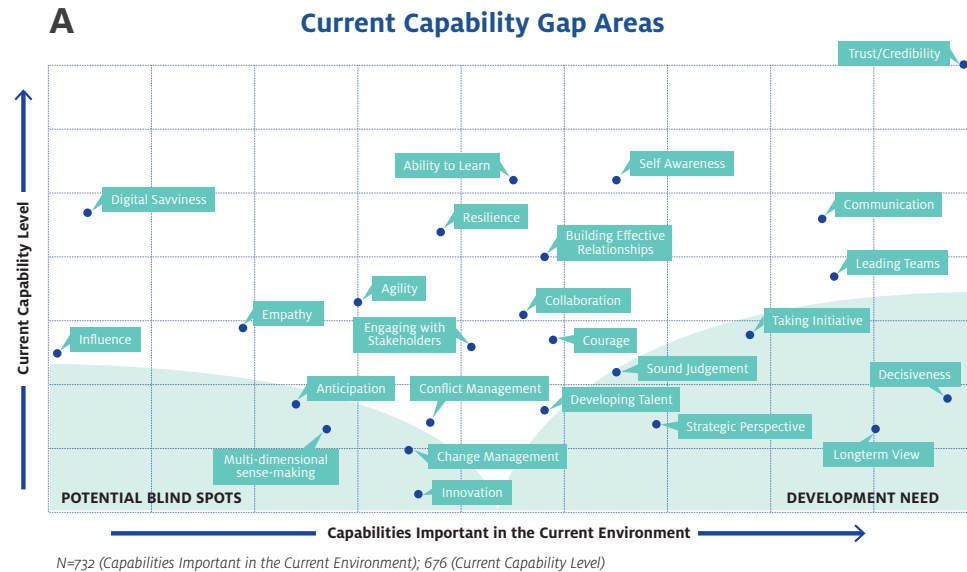 A
Current Capability Gap Areas
Trust/Credibility
Ability to Learn
Self Awareness
Digital Savviness
Communication
Resilience
Building Effective
Relationships
Leading Teams
Agility
Collaboration
Empathy
Taking Initiative
Engaging with
Stakeholders
Influence
Courage
Sound Judgement
Decisiveness
Anticipation
Conflict Management
Developing Talent
Strategic Perspective
Multi-dimensional
sense-making
Change Management
Longterm View
Innovation
POTENTIAL BLIND SPOTS
DEVELOPMENT NEED
Current Capability Level
Capabilities Important in the Current Environment
N=732 (Capabilities Important in the Current Environment); 676 (Current Capability Level)